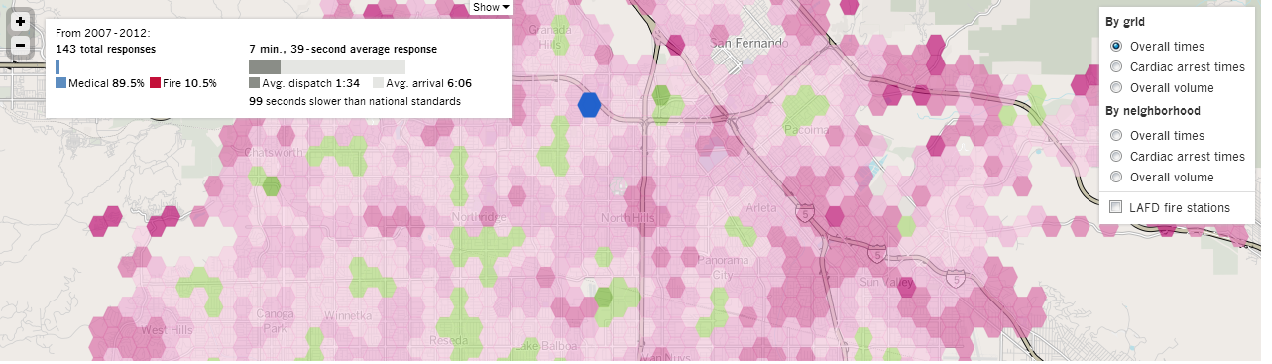 Show
From 2007-2012:
143 total responses
Medical 89.5% Fire 10.5%
7 min., 39-second average response
Avg. dispatch 1:34 Avg. arrival 6:06
99 seconds slower than national standards
By grid
Overall times
Cardiac arrest times
Overall volume
By neighborhood
Overall times
Cardiac arrest times
Overall volume
LAFD fire stations
Granada
Hills
San Fernando
Pacoima
Chatsworth
Northridge
North Hills
Arleta
5
5
5
Panorama
City
Sun Valley
Canoga
Park
Winnetka
West Hills
Reseda
Lake Balboa
Van Nuys